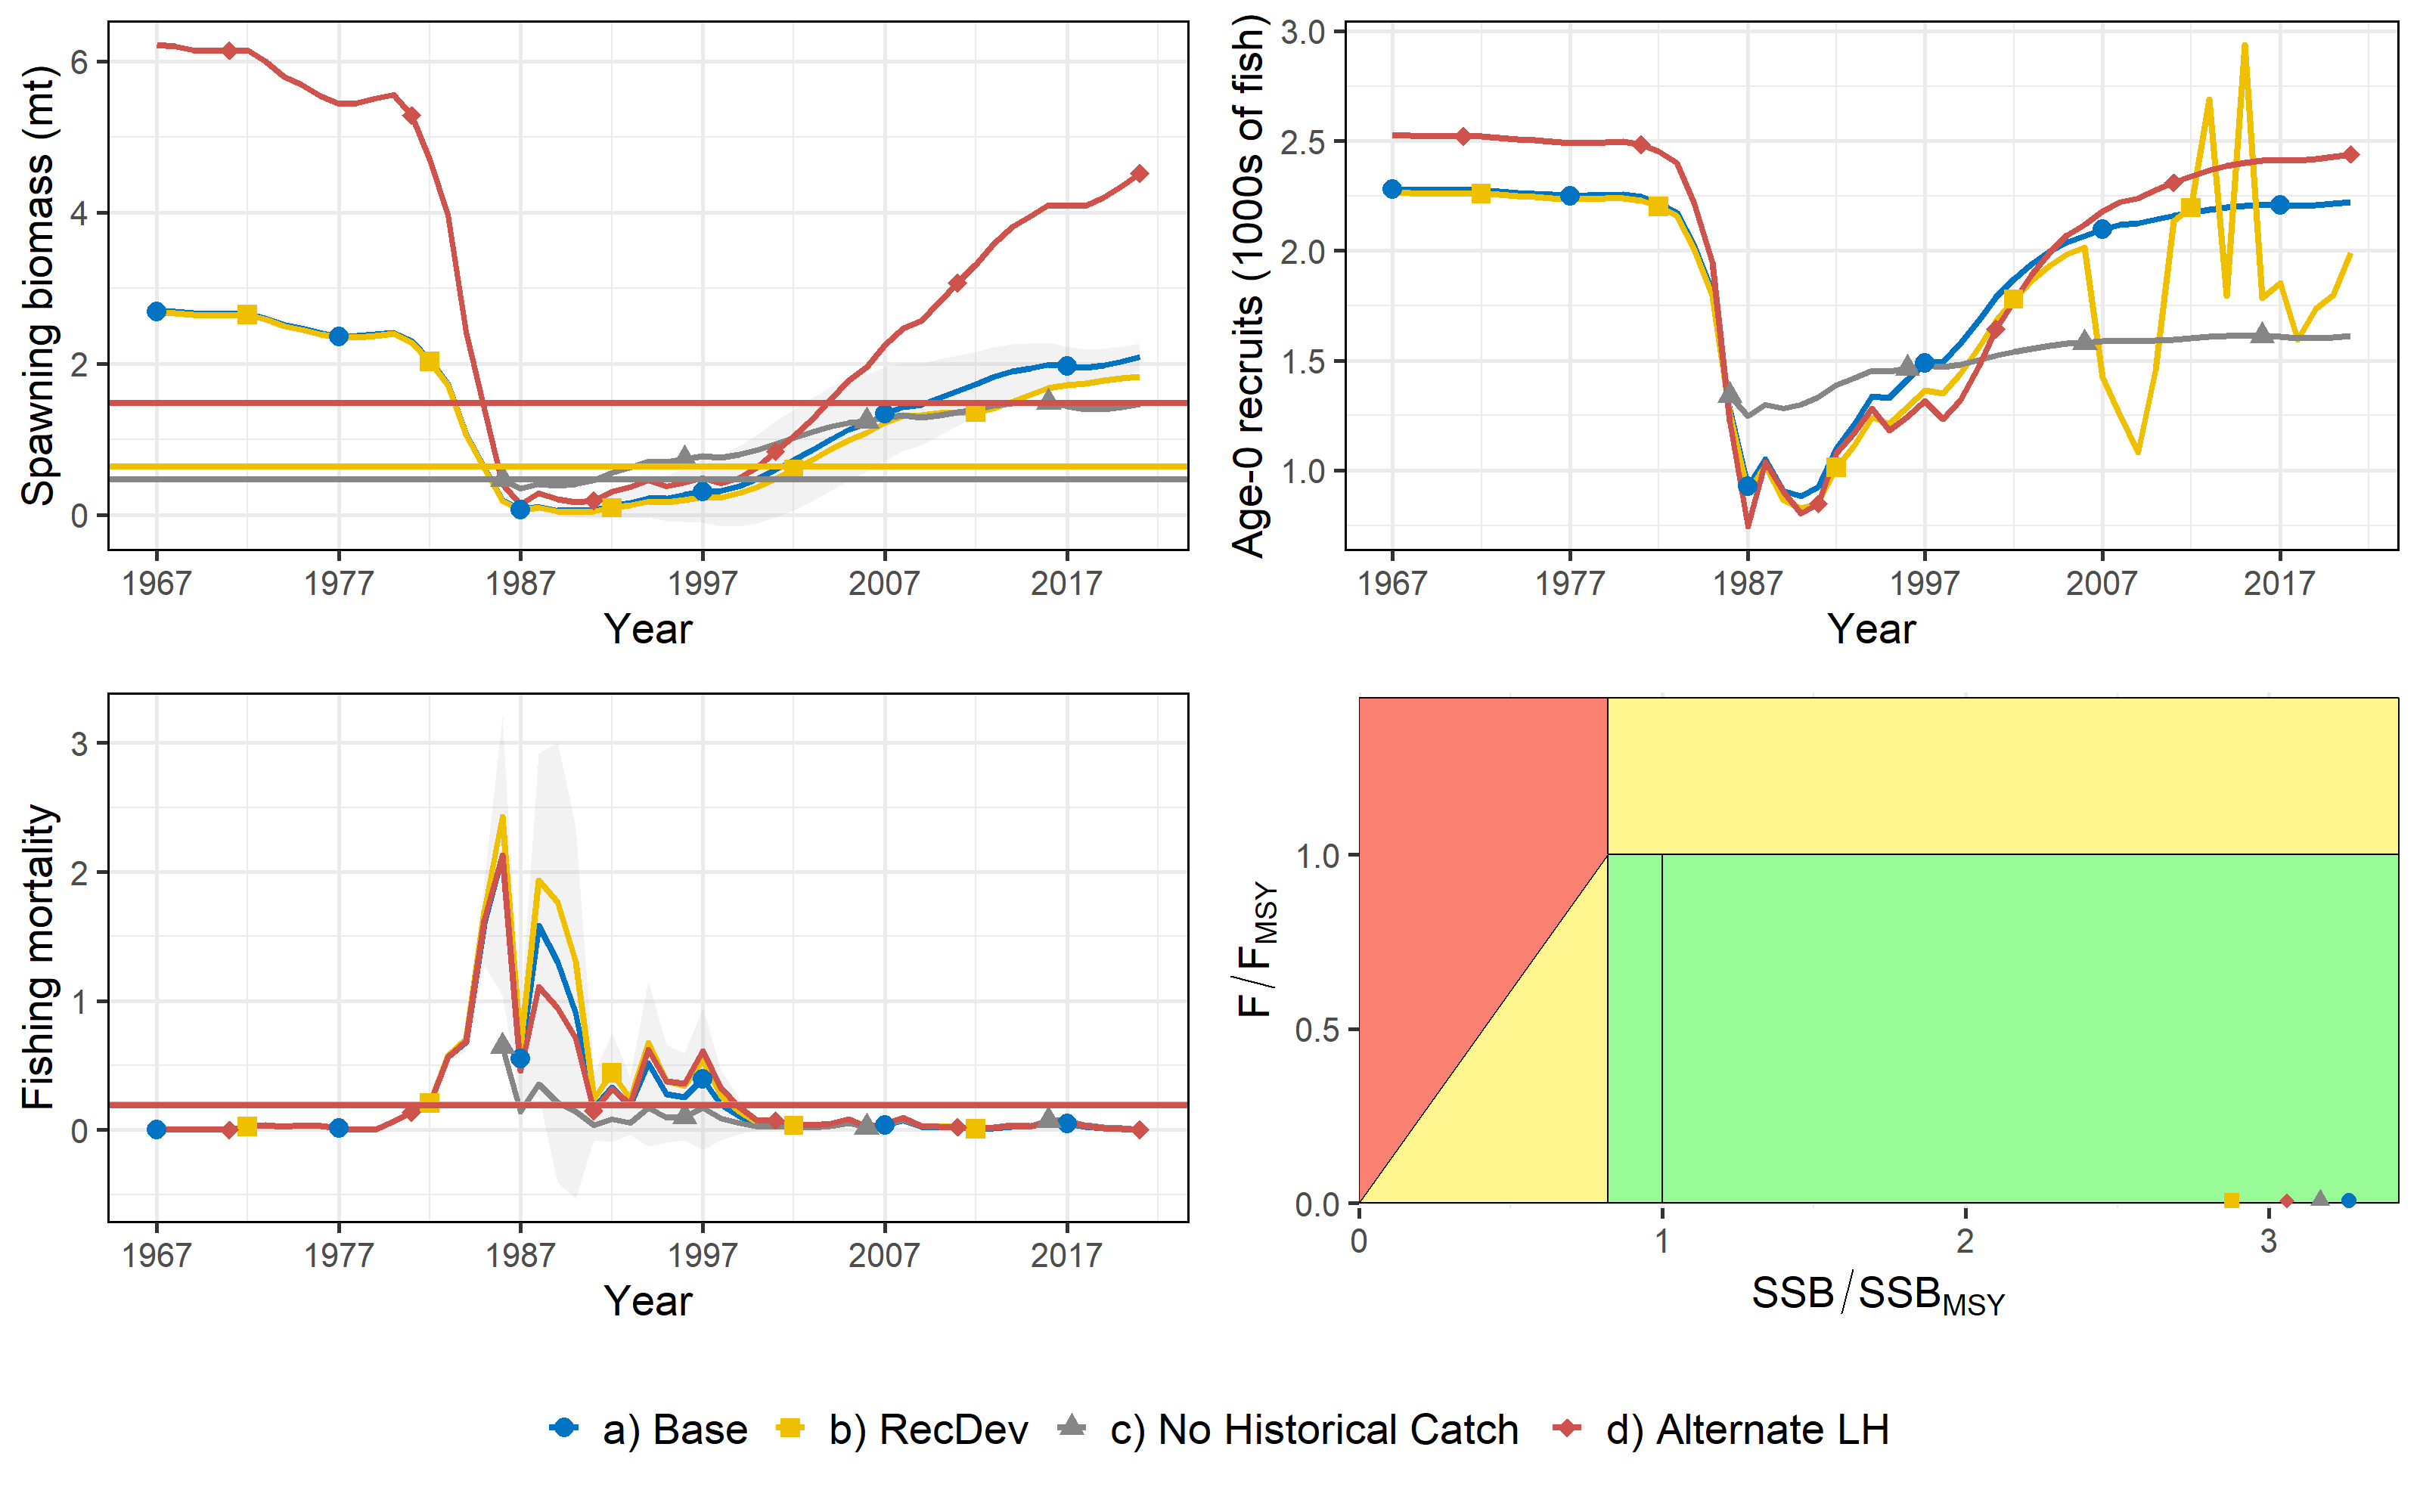 Spawning biomass (mt)
6
4
2
0
1967 1977 1987 1997 2007 2017
Year
Age-0 recruits (1000s of fish)
3.0
2.5
2.0
1.5
1.0
1967 1977 1987 1997 2007 2017
Year
Fishing mortality
3
2
1
0
1967 1977 1987 1997 2007 2017
Year
F/FMSY
1.0
0.5
0.0
0 1 2 3
SSB/SSBMSY
a) Base b) RecDev c) No Historical Catch d) Alternate LH